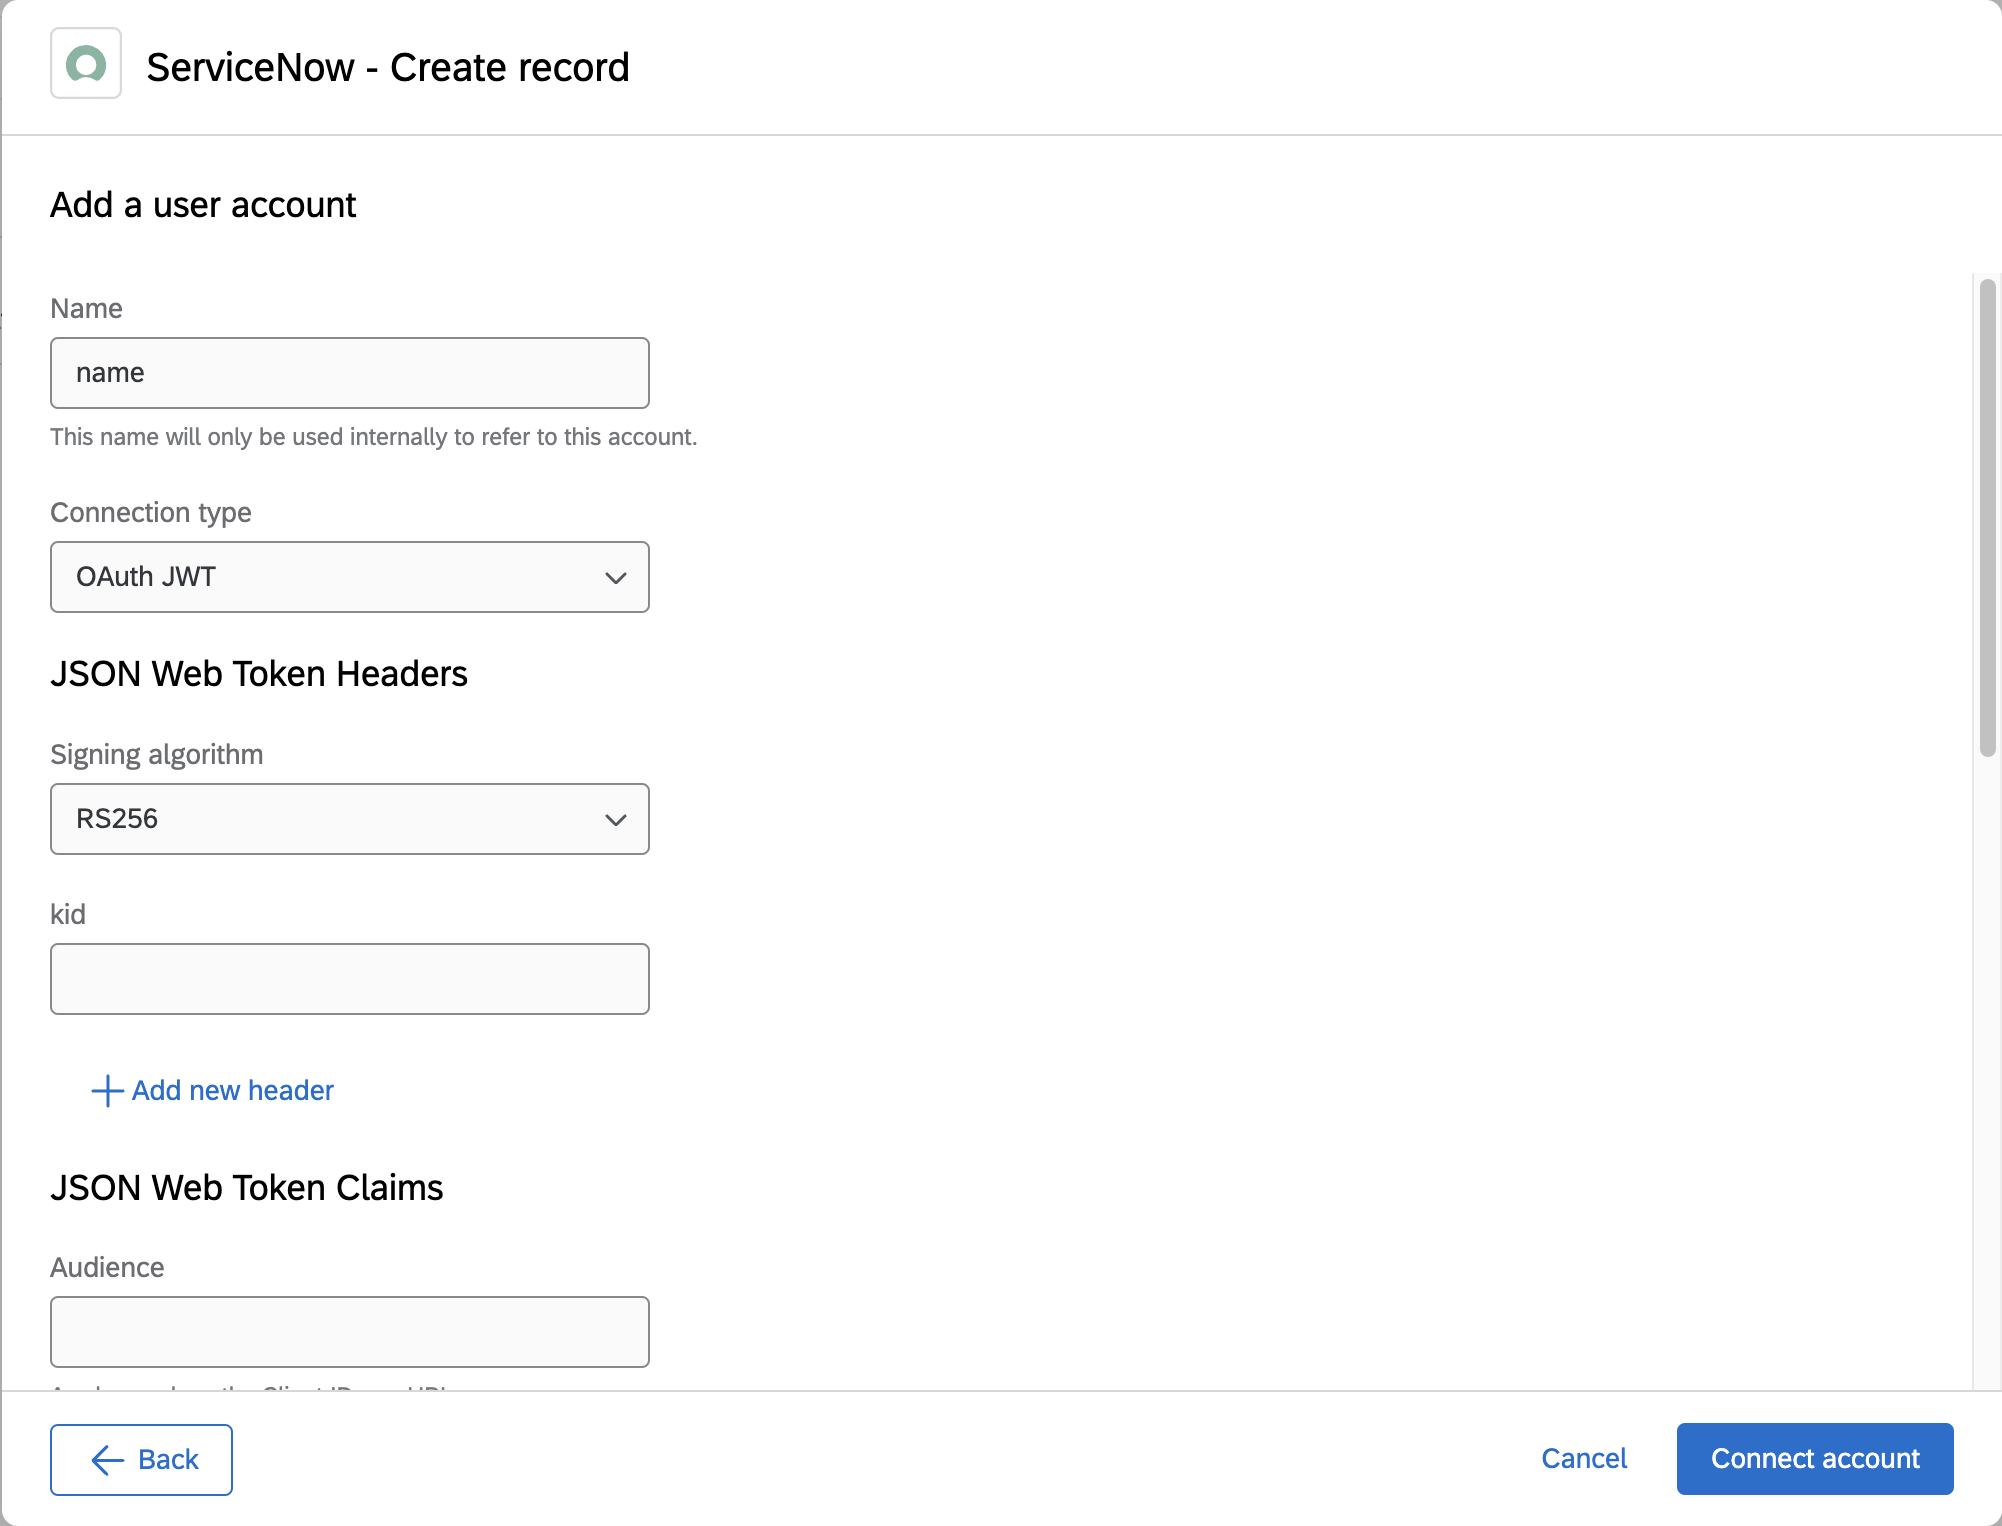 ServiceNow - Create record
Add a user account
Name
name
This name will only be used internally to refer to this account.
Connection type
OAuth JWT
JSON Web Token Headers
Signing algorithm
RS256
kid
Add new header
JSON Web Token Claims
Audience
Back
Cancel
Connect account